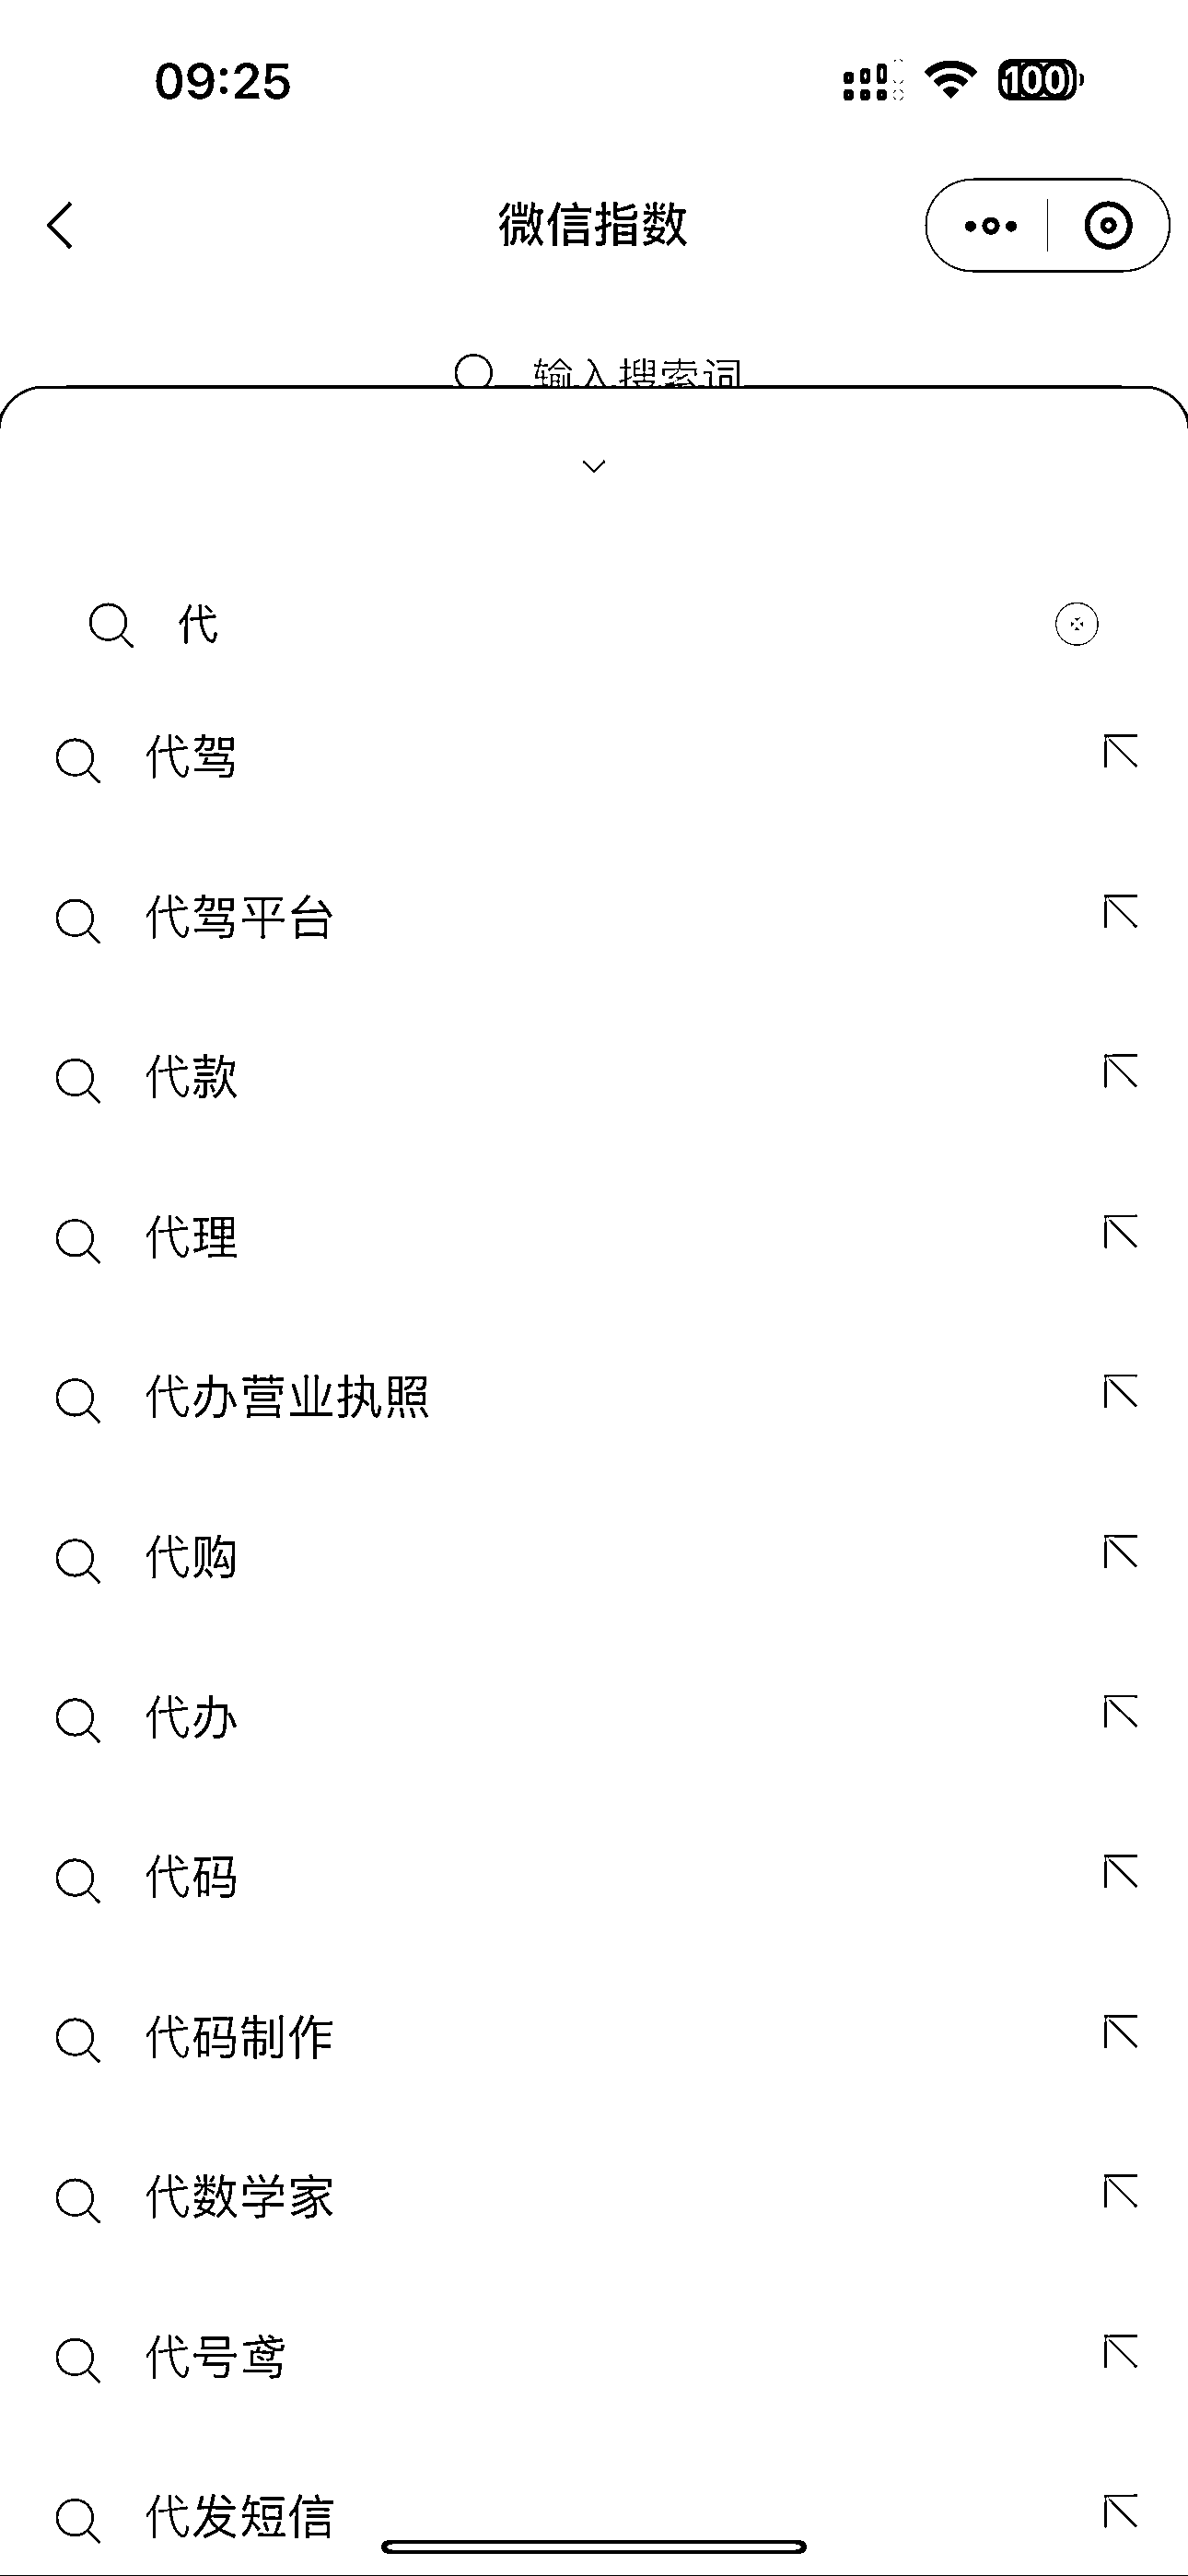 09:25
100
微信指数
输入搜索词
代
代驾
代驾平台
代款
代理
代办营业执照
代购
代办
代码
代码制作
代数学家
代号鸢
代发短信